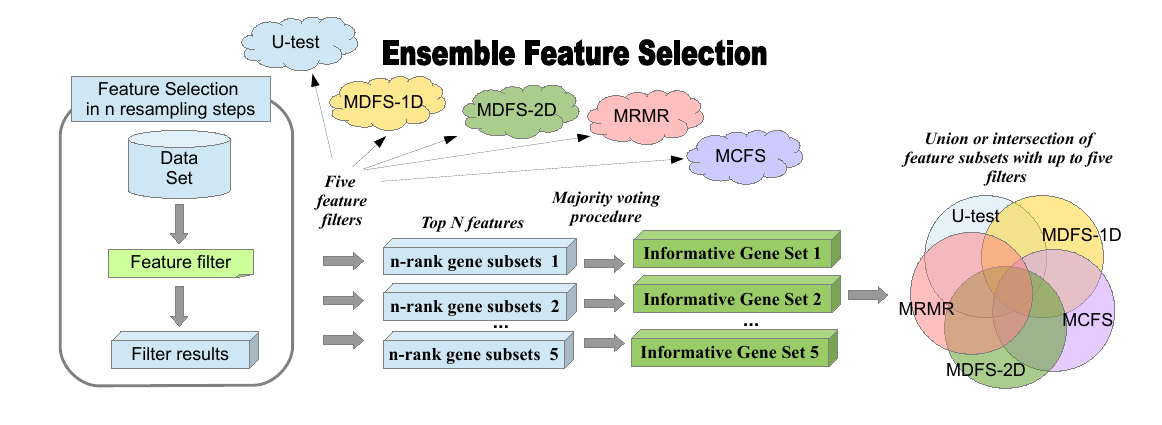 U-test
Ensemble Feature Selection
Feature Selection
in n resampling steps
MDFS-1D
MDFS-2D
MRMR
MCFS
Data
Set
Feature filter
Filter results
Five
feature
filters
Top N features
Majority voting
procedure
n-rank gene subsets 1
n-rank gene subsets 2
...
n-rank gene subsets 5
Informative Gene Set 1
Informative Gene Set 2
...
Informative Gene Set 5
Union or intersection of
feature subsets with up to five
filters
U-test
MDFS-1D
MRMR
MCFS
MDFS-2D